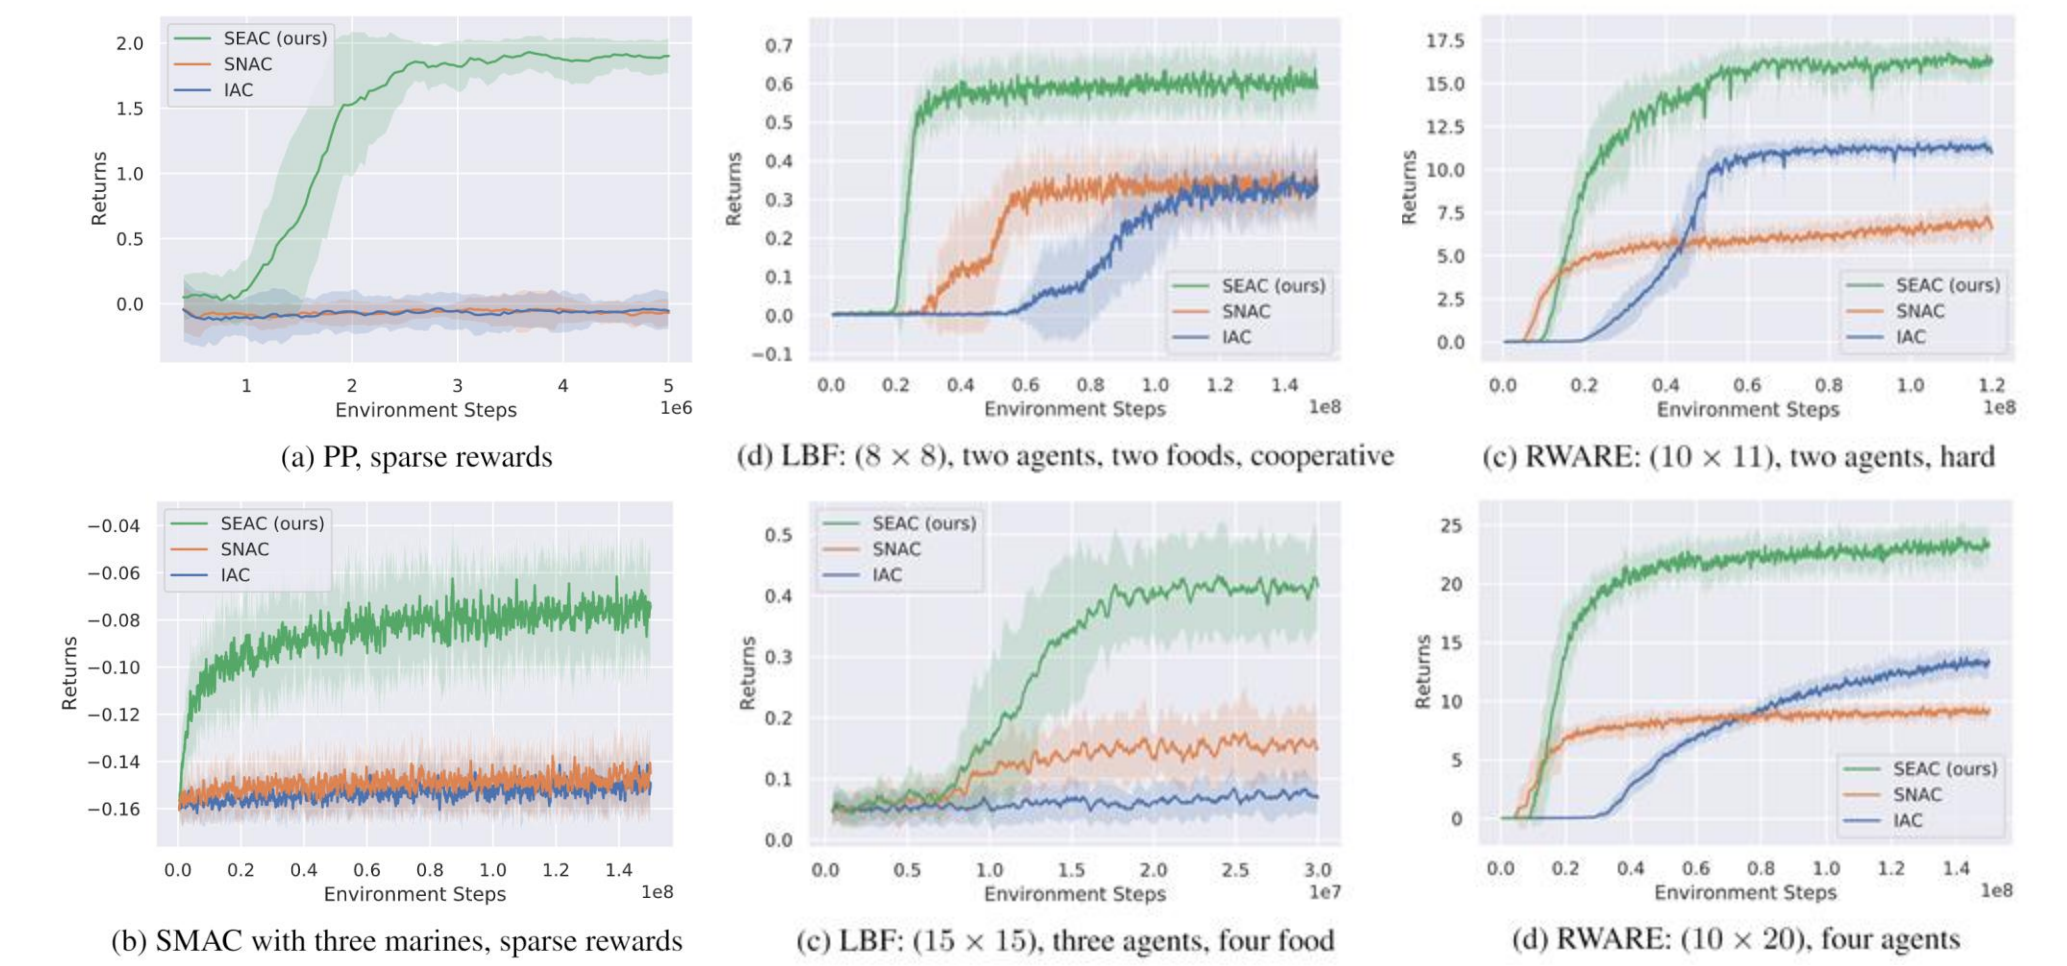 SEAC (ours)
SNAC
IAC
2.0
1.5
1.0
0.5
0.0
Returns
1 2 3 4 5
Environment Steps
1e6
(a) PP, sparse rewards
0.7
0.6
0.5
0.4
0.3
0.2
0.1
0.0
−0.1
Returns
SEAC (ours)
SNAC
IAC
0.0 0.2 0.4 0.6 0.8 1.0 1.2 1.4
Environment Steps
1e8
(d) LBF: (8 × 8), two agents, two foods, cooperative
17.5
15.0
12.5
10.0
7.5
5.0
2.5
0.0
Returns
SEAC (ours)
SNAC
IAC
0.0 0.2 0.4 0.6 0.8 1.0 1.2
Environment Steps
1e8
(c) RWARE: (10 × 11), two agents, hard
SEAC (ours)
SNAC
IAC
−0.04
−0.06
−0.08
−0.10
−0.12
−0.14
−0.16
Returns
0.0 0.2 0.4 0.6 0.8 1.0 1.2 1.4
Environment Steps
1e8
(b) SMAC with three marines, sparse rewards
SEAC (ours)
SNAC
IAC
0.5
0.4
0.3
0.2
0.1
0.0
Returns
0.0 0.5 1.0 1.5 2.0 2.5 3.0
Environment Steps
1e7
(c) LBF: (15 × 15), three agents, four food
25
20
15
10
5
0
Returns
SEAC (ours)
SNAC
IAC
0.0 0.2 0.4 0.6 0.8 1.0 1.2 1.4
Environment Steps
1e8
(d) RWARE: (10 × 20), four agents